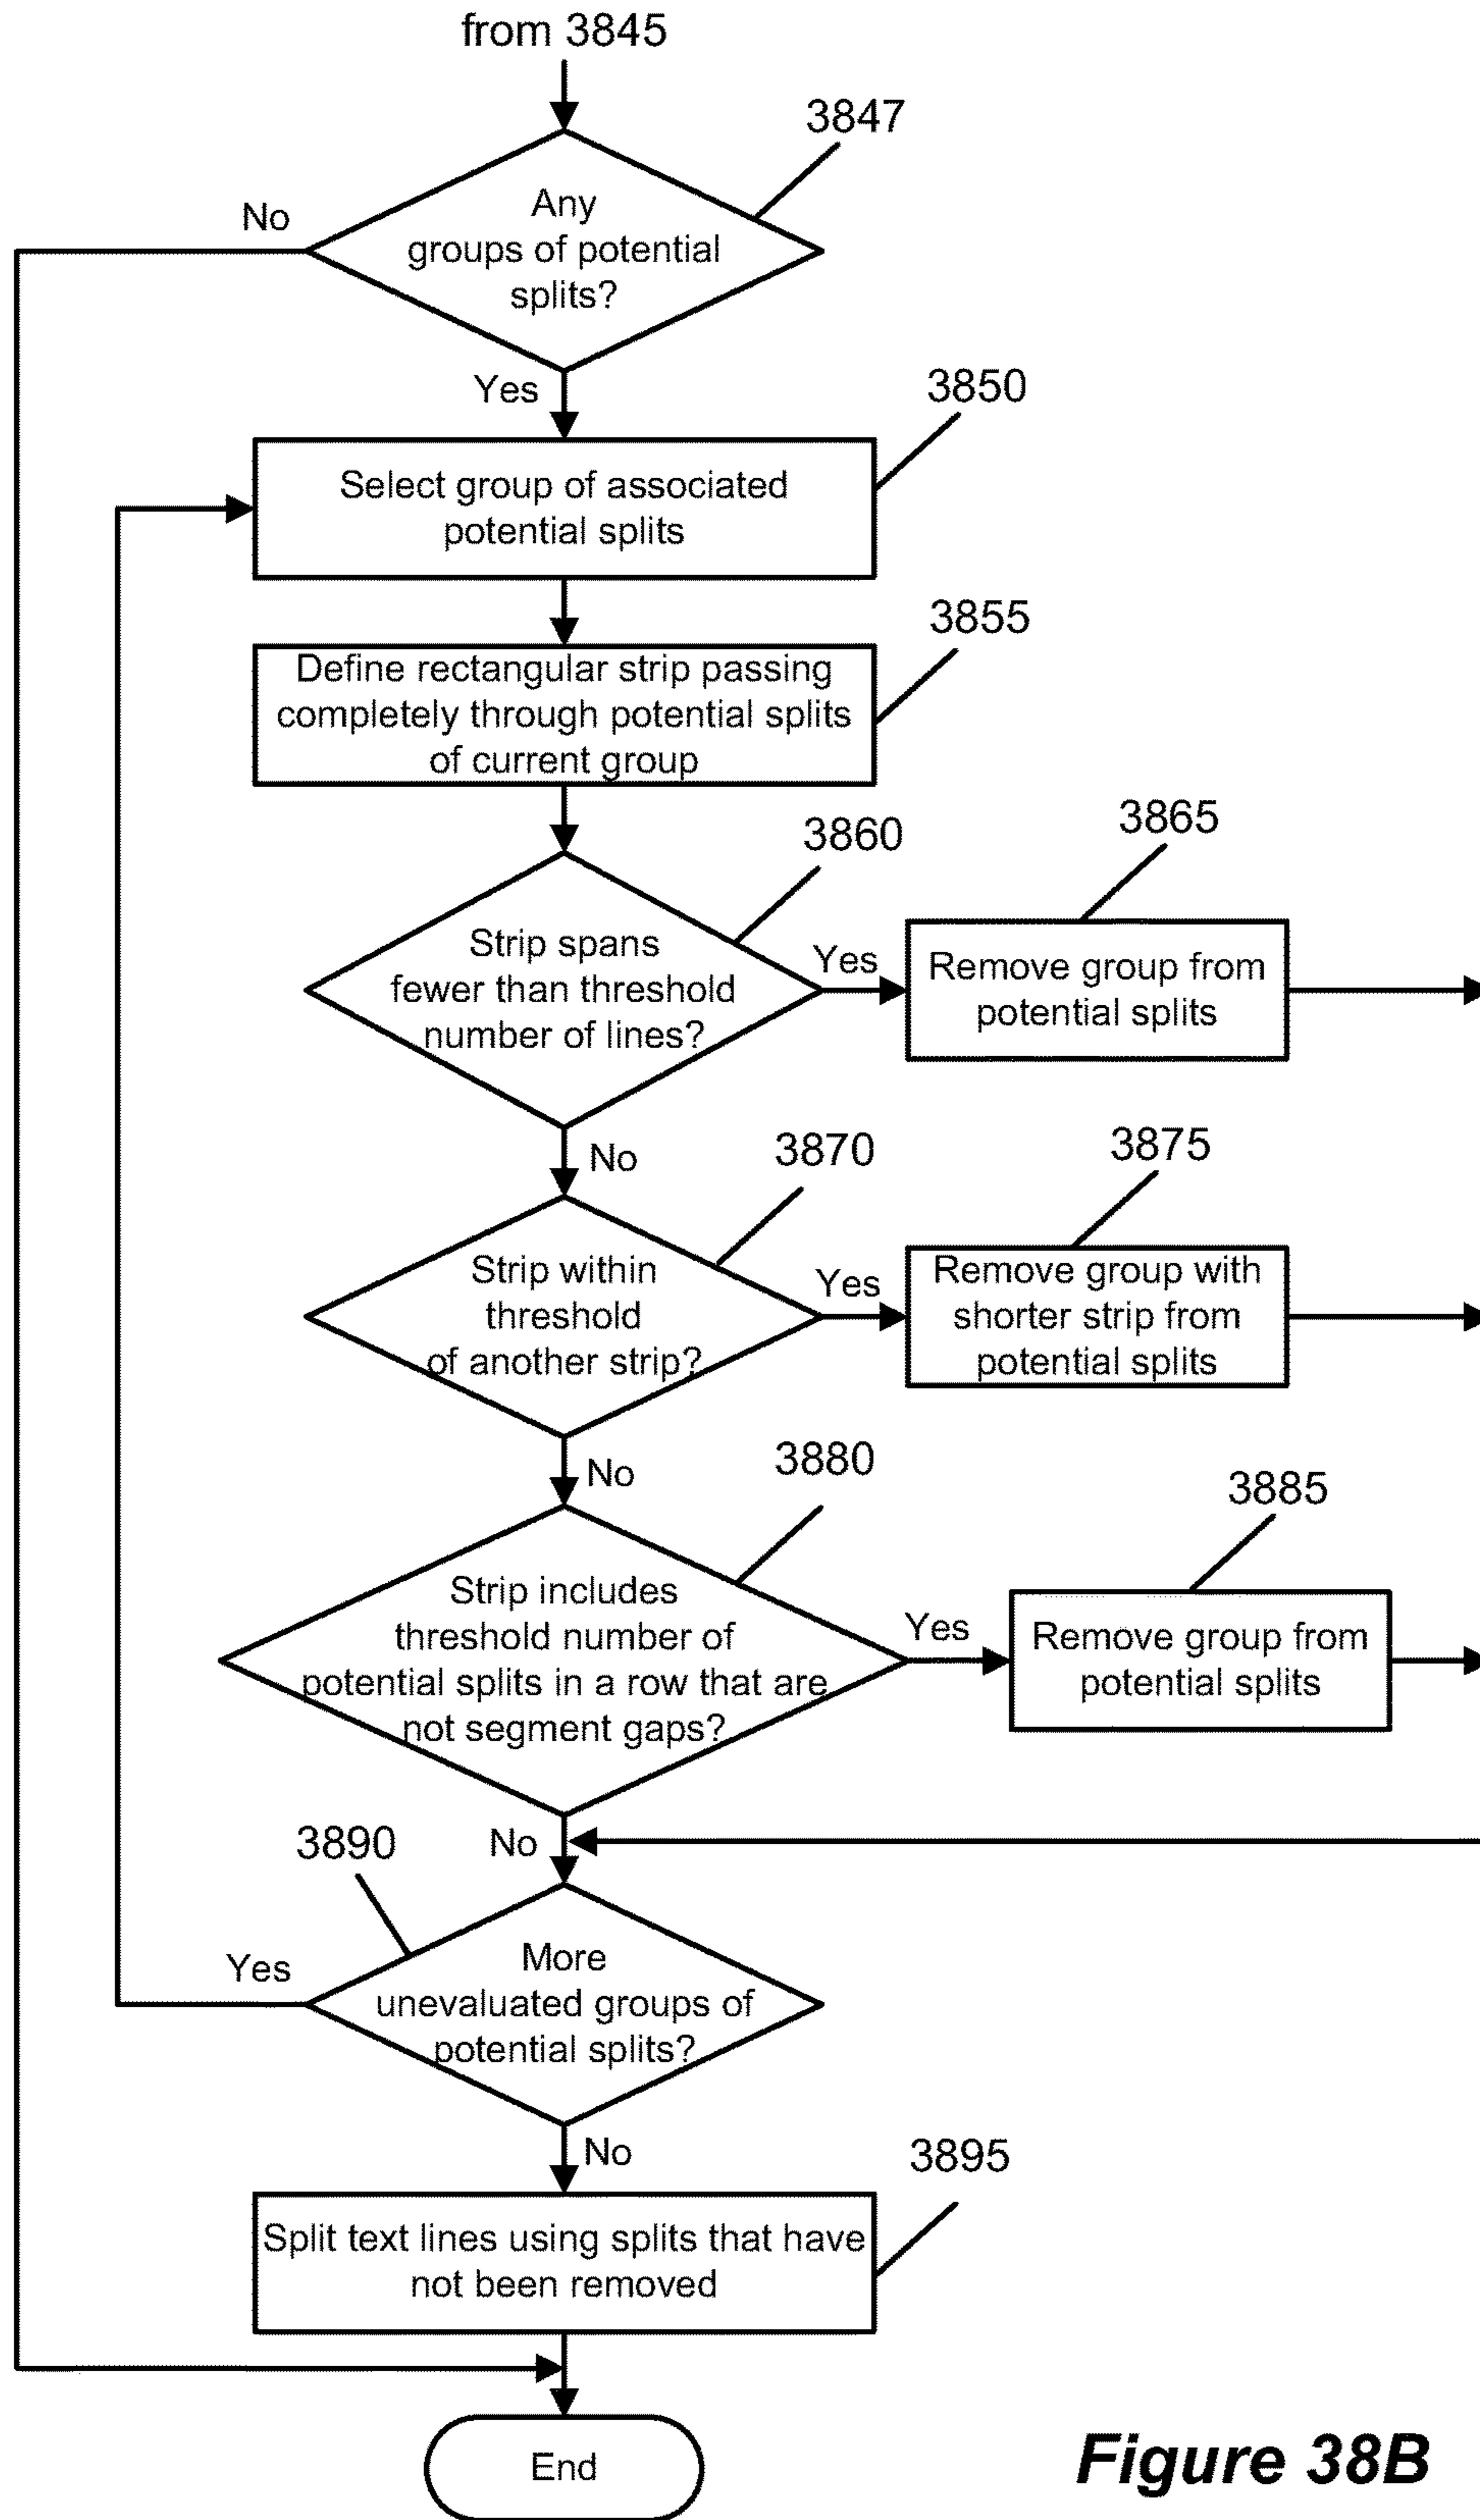 from 3845
3847
Any
groups of potential
splits?
No
Yes
3850
Select group of associated
potential splits
3855
Define rectangular strip passing
completely through potential splits
of current group
3860
Strip spans
fewer than threshold
number of lines?
Yes
3865
Remove group from
potential splits
No
3870
Strip within
threshold
of another strip?
Yes
3875
Remove group with
shorter strip from
potential splits
No
3880
Strip includes
threshold number of
potential splits in a row that are
not segment gaps?
Yes
3885
Remove group from
potential splits
No
3890
More
unevaluated groups of
potential splits?
Yes
No
3895
Split text lines using splits that have
not been removed
End
Figure 38B